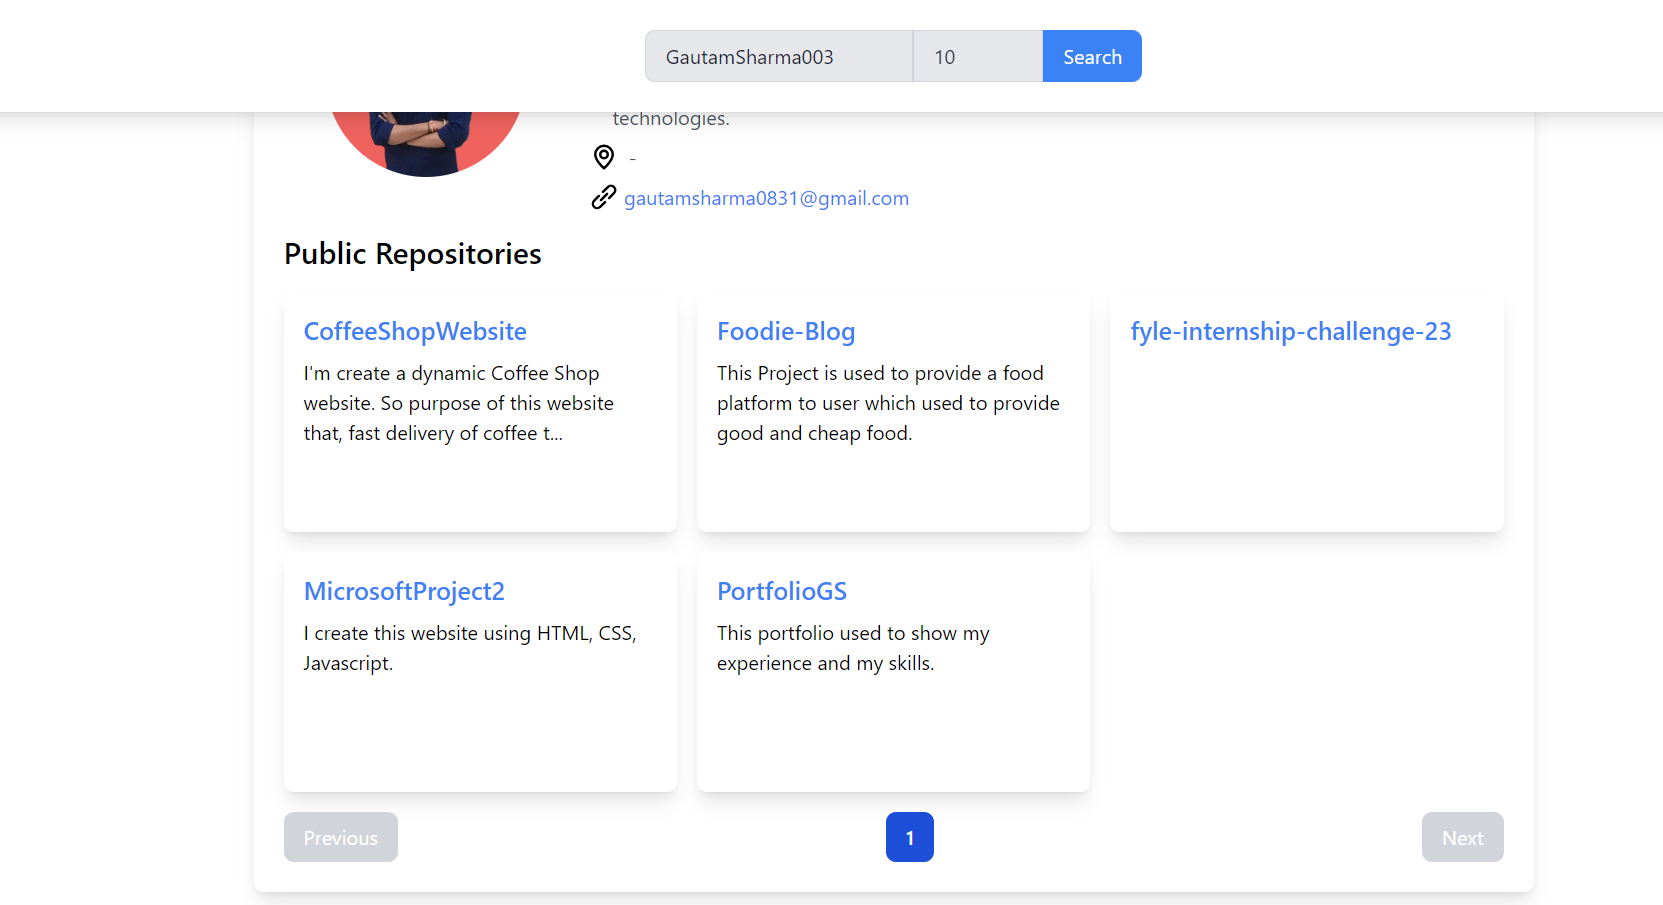 GautamSharma003
10
Search
technologies.
-
gautamsharma0831@gmail.com
Public Repositories
CoffeeShopWebsite
I'm create a dynamic Coffee Shop
website. So purpose of this website
that, fast delivery of coffee t...
Foodie-Blog
This Project is used to provide a food
platform to user which used to provide
good and cheap food.
fyle-internship-challenge-23
MicrosoftProject2
I create this website using HTML, CSS,
Javascript.
PortfolioGS
This portfolio used to show my
experience and my skills.
Previous
1
Next